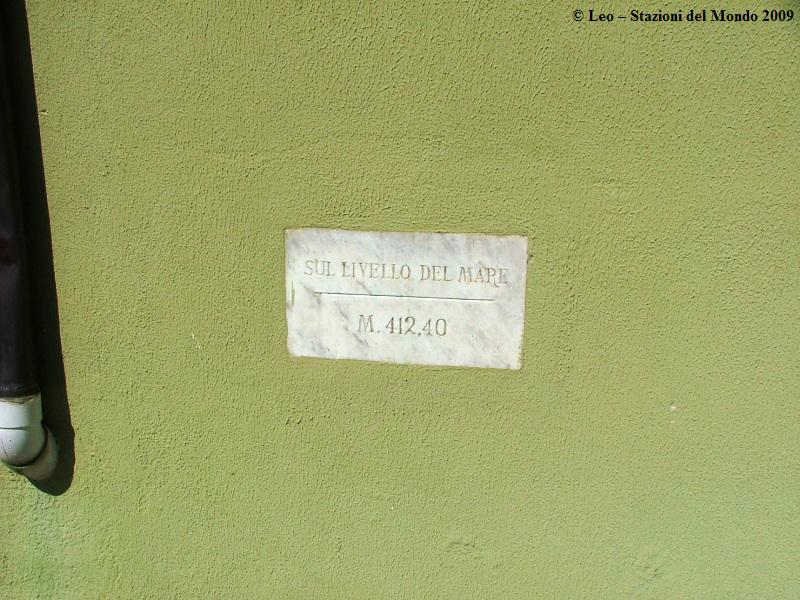 © Leo – Stazioni del Mondo 2009
SUL LIVELLO DEL MARE
M. 412,40